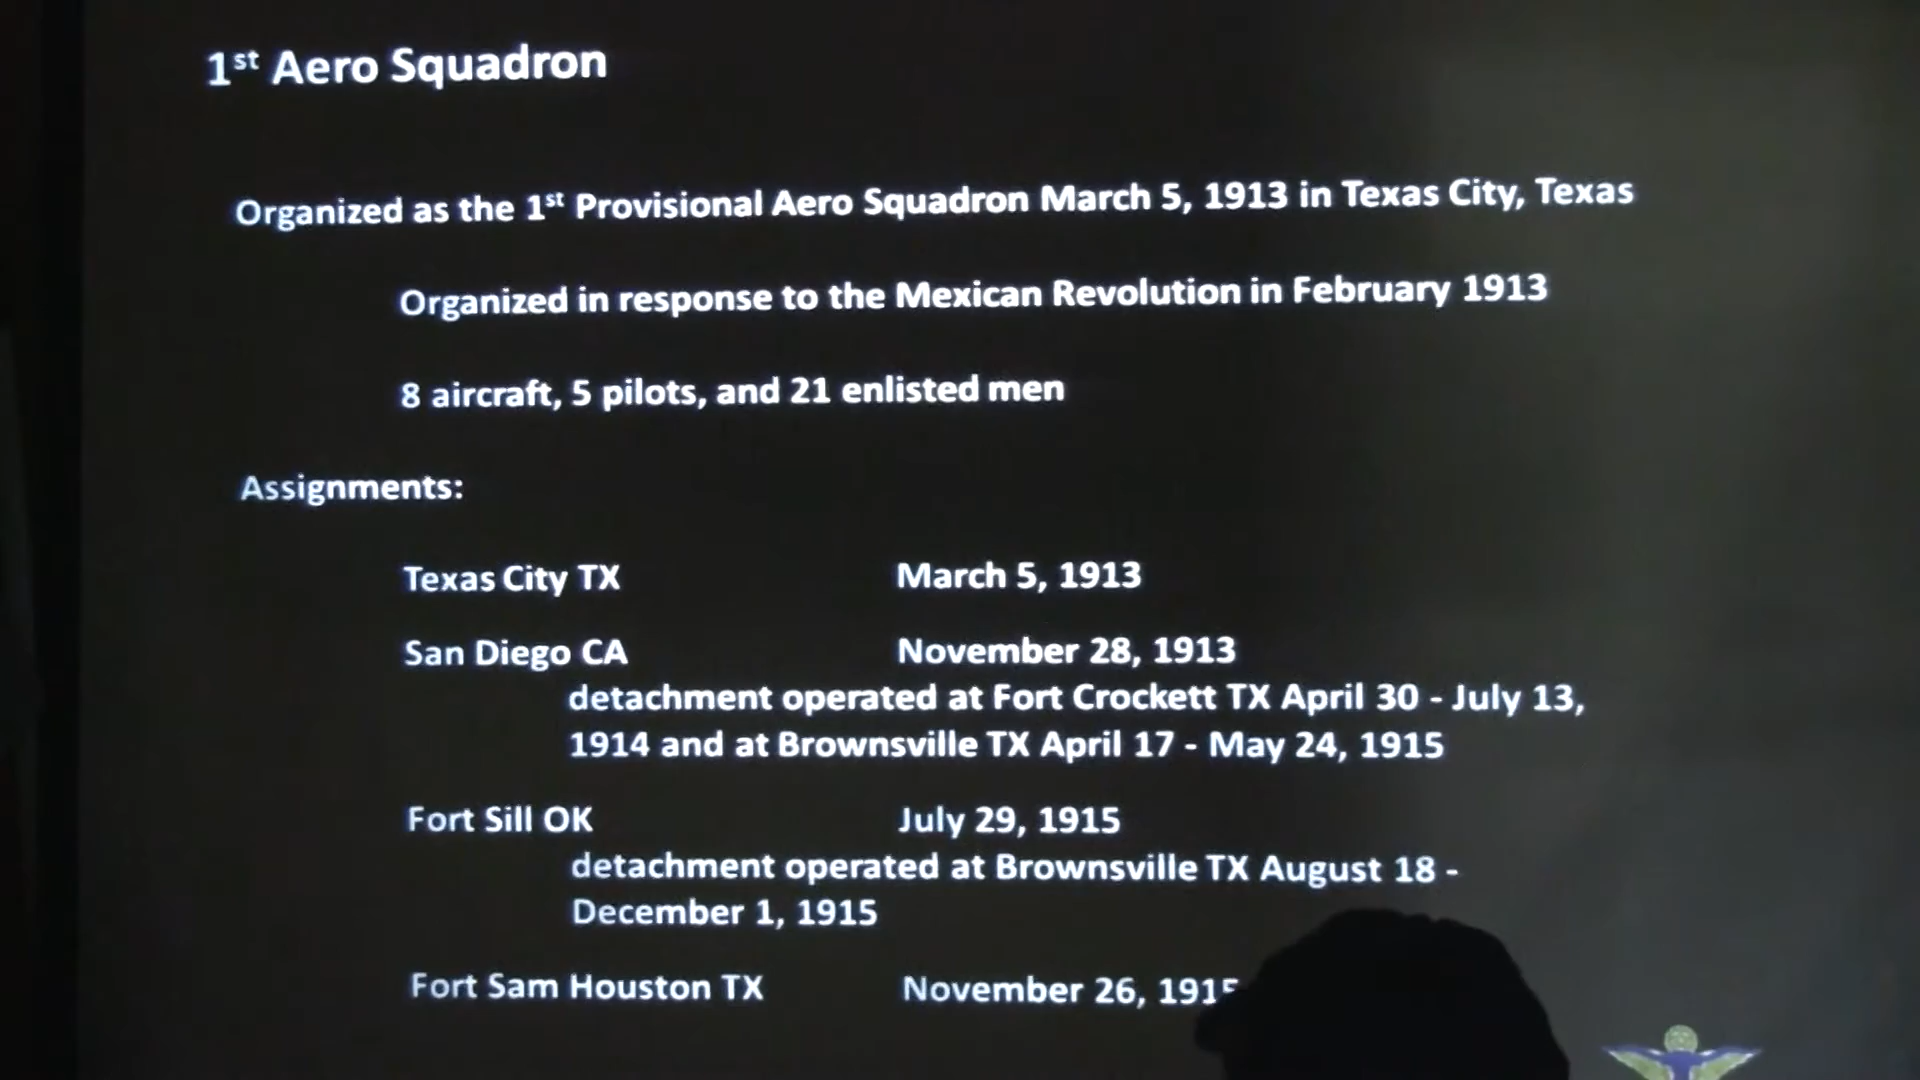 1st Aero Squadron
Organized as the 1st Provisional Aero Squadron March 5, 1913 in Texas City, Texas
Organized in response to the Mexican Revolution in February 1913
8 aircraft, 5 pilots, and 21 enlisted men
Assignments:
Texas City TX March 5, 1913
San Diego CA November 28, 1913
detachment operated at Fort Crockett TX April 30 - July 13,
1914 and at Brownsville TX April 17 - May 24, 1915
Fort Sill OK July 29, 1915
detachment operated at Brownsville TX August 18 -
December 1, 1915
Fort Sam Houston TX November 26, 1915